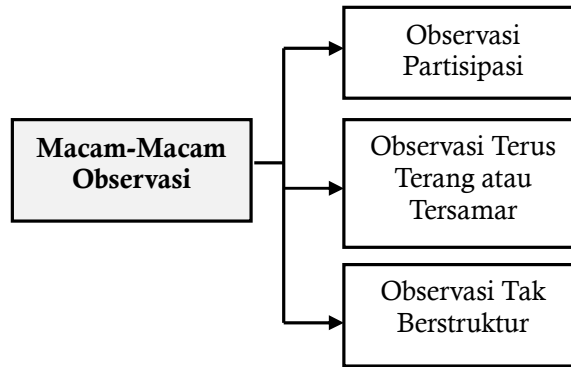 Macam-Macam
Observasi
Observasi
Partisipasi
Observasi Terus
Terang atau
Tersamar
Observasi Tak
Berstruktur